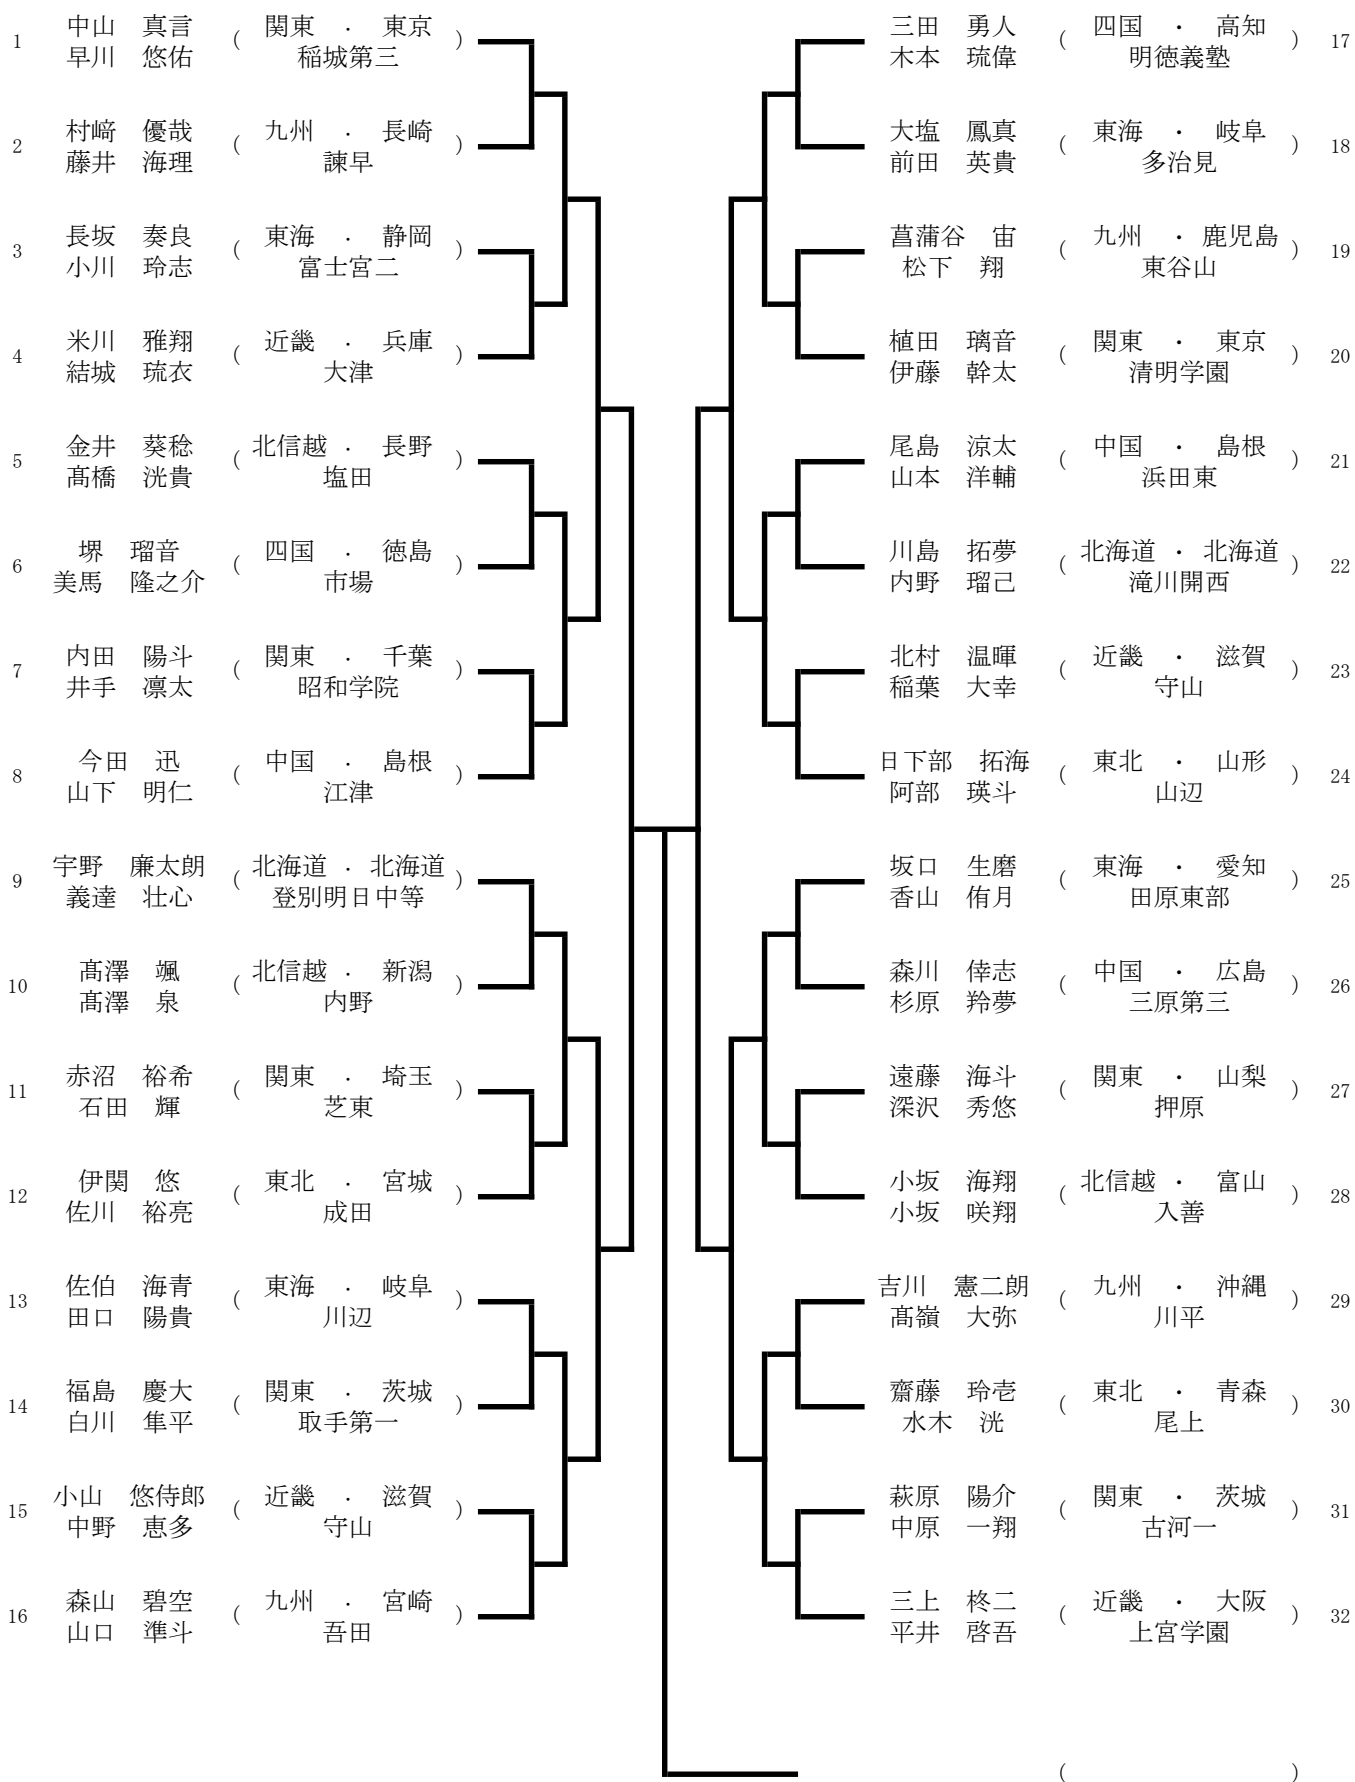 1 中山 真言 ( 関東 ・ 東京 )
早川 悠佑 稲城第三
2 村﨑 優哉 ( 九州 ・ 長崎 )
藤井 海理 諫早
3 長坂 奏良 ( 東海 ・ 静岡 )
小川 玲志 富士宮二
4 米川 雅翔 ( 近畿 ・ 兵庫 )
結城 琉衣 大津
5 金井 葵稔 ( 北信越 ・ 長野 )
髙橋 洸貴 塩田
6 堺 瑠音 ( 四国 ・ 徳島 )
美馬 隆之介 市場
7 内田 陽斗 ( 関東 ・ 千葉 )
井手 凛太 昭和学院
8 今田 迅 ( 中国 ・ 島根 )
山下 明仁 江津
9 宇野 廉太朗 ( 北海道 ・ 北海道 )
義達 壮心 登別明日中等
10 髙澤 颯 ( 北信越 ・ 新潟 )
髙澤 泉 内野
11 赤沼 裕希 ( 関東 ・ 埼玉 )
石田 輝 芝東
12 伊関 悠 ( 東北 ・ 宮城 )
佐川 裕亮 成田
13 佐伯 海青 ( 東海 ・ 岐阜 )
田口 陽貴 川辺
14 福島 慶大 ( 関東 ・ 茨城 )
白川 隼平 取手第一
15 小山 悠侍郎 ( 近畿 ・ 滋賀 )
中野 恵多 守山
16 森山 碧空 ( 九州 ・ 宮崎 )
山口 準斗 吾田
三田 勇人 ( 四国 ・ 高知 ) 17
木本 琉偉 明徳義塾
大塩 鳳真 ( 東海 ・ 岐阜 ) 18
前田 英貴 多治見
菖蒲谷 宙 ( 九州 ・ 鹿児島 ) 19
松下 翔 東谷山
植田 璃音 ( 関東 ・ 東京 ) 20
伊藤 幹太 清明学園
尾島 涼太 ( 中国 ・ 島根 ) 21
山本 洋輔 浜田東
川島 拓夢 ( 北海道 ・ 北海道 ) 22
内野 瑠己 滝川開西
北村 温暉 ( 近畿 ・ 滋賀 ) 23
稲葉 大幸 守山
日下部 拓海 ( 東北 ・ 山形 ) 24
阿部 瑛斗 山辺
坂口 生磨 ( 東海 ・ 愛知 ) 25
香山 侑月 田原東部
森川 倖志 ( 中国 ・ 広島 ) 26
杉原 羚夢 三原第三
遠藤 海斗 ( 関東 ・ 山梨 ) 27
深沢 秀悠 押原
小坂 海翔 ( 北信越 ・ 富山 ) 28
小坂 咲翔 入善
吉川 憲二朗 ( 九州 ・ 沖縄 ) 29
髙嶺 大弥 川平
齋藤 玲壱 ( 東北 ・ 青森 ) 30
水木 洸 尾上
萩原 陽介 ( 関東 ・ 茨城 ) 31
中原 一翔 古河一
三上 柊二 ( 近畿 ・ 大阪 ) 32
平井 啓吾 上宮学園
( )